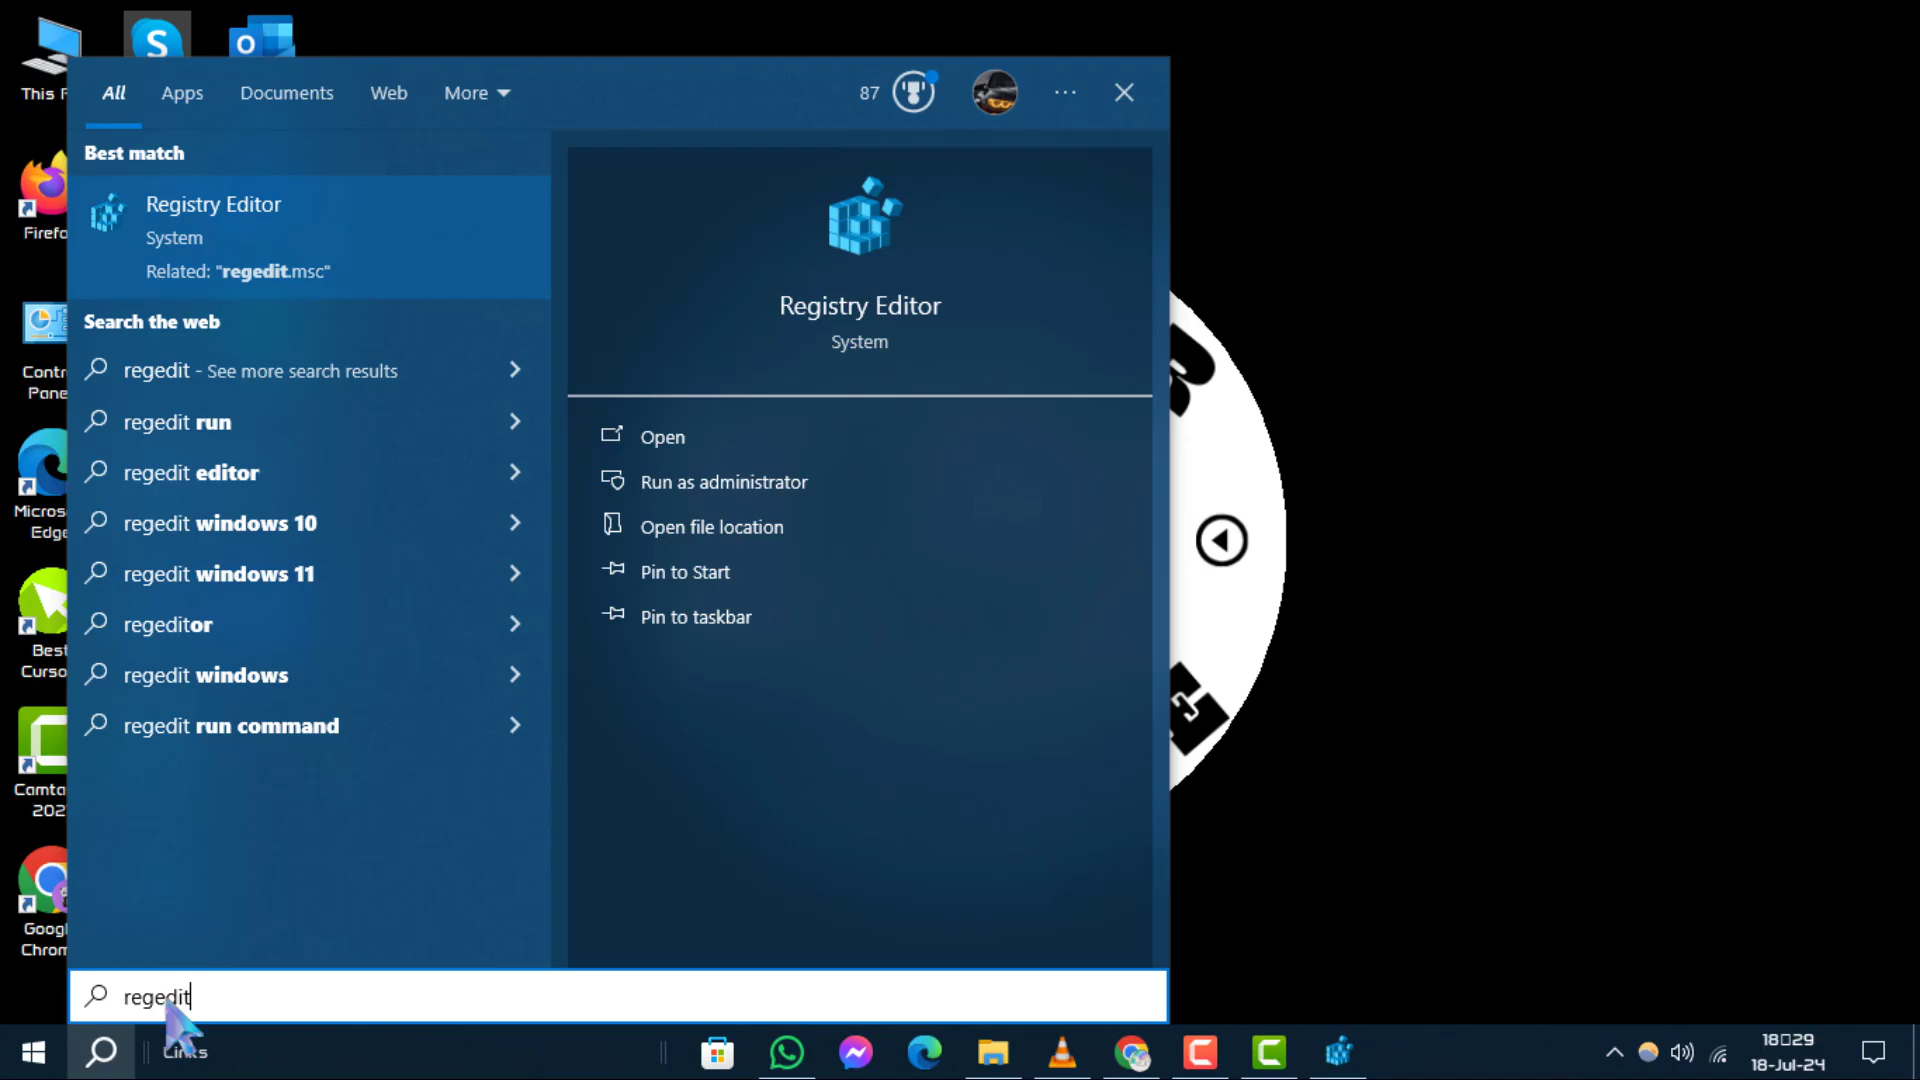 This P
Firefo
Contr
Pane
Micros
Edge
Best
Curso
Camta
202
Goog
Chrom
All
Apps
Documents
Web
More
87
Best match
Registry Editor
System
Related: "regedit.msc"
Search the web
regedit - See more search results
regedit run
regedit editor
regedit windows 10
regedit windows 11
regeditor
regedit windows
regedit run command
Registry Editor
System
Open
Run as administrator
Open file location
Pin to Start
Pin to taskbar
regedit
Links
18▯29
18-Jul-24